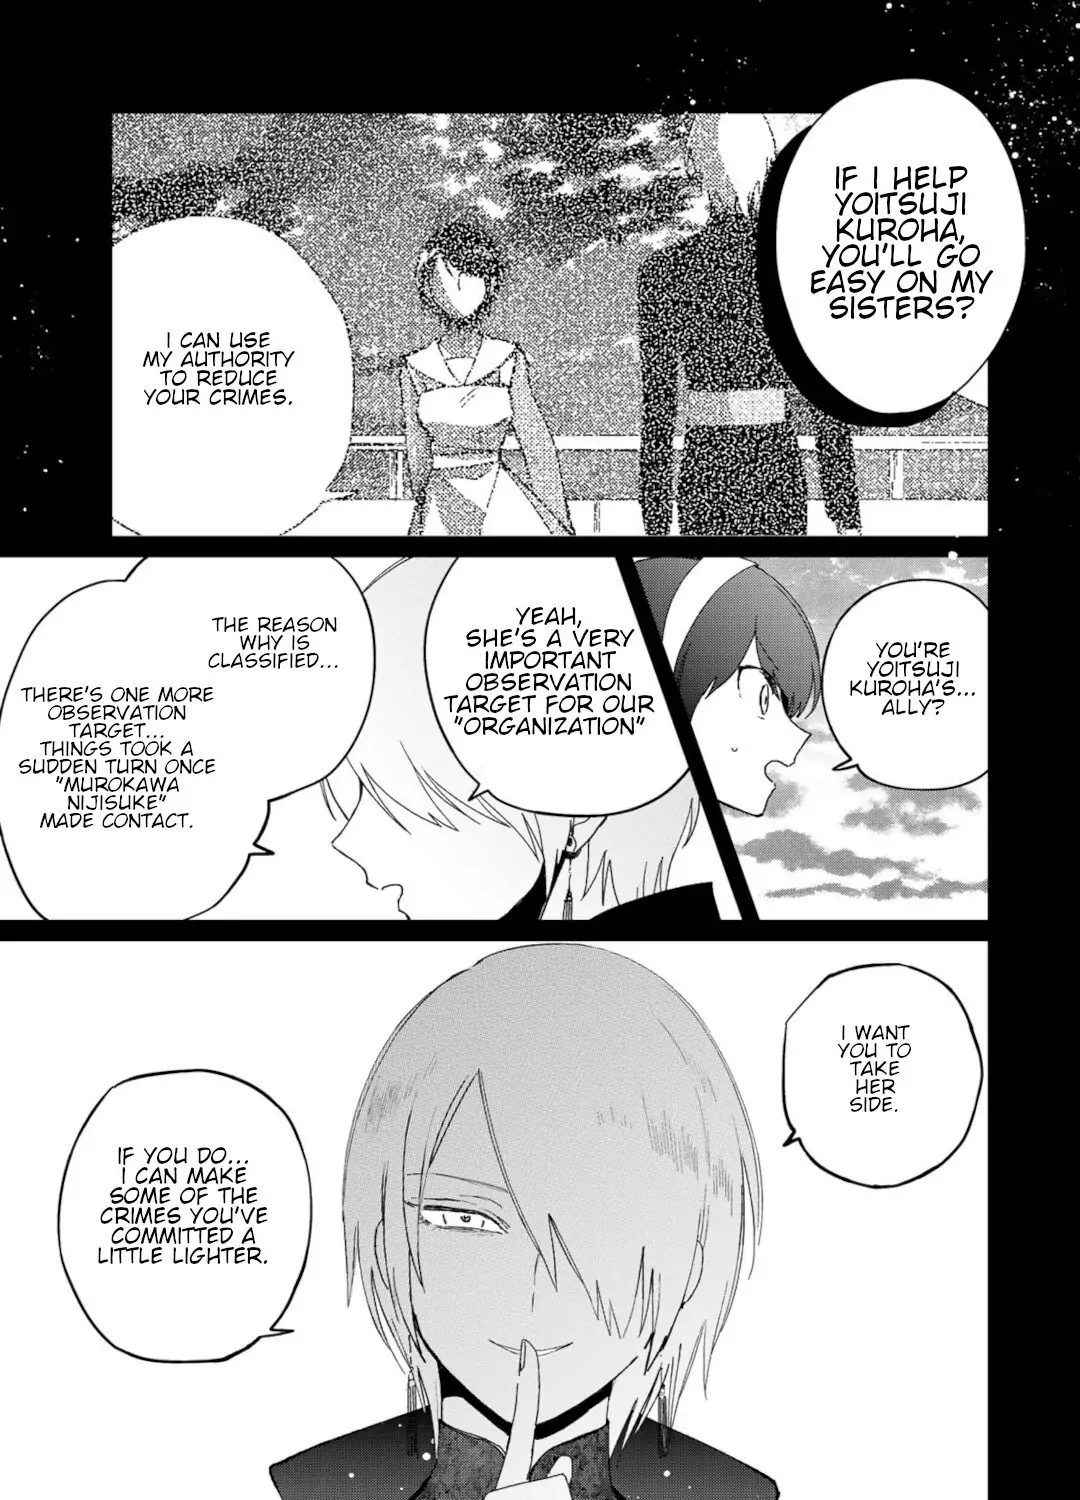 IF I HELP
YOITSUJI
KUROHA,
YOU'LL GO
EASY ON MY
SISTERS?
I CAN USE
MY AUTHORITY
TO REDUCE
YOUR CRIMES.
YOU'RE
YOITSUJI
KUROHA'S...
ALLY?
YEAH,
SHE'S A VERY
IMPORTANT
OBSERVATION
TARGET FOR OUR
"ORGANIZATION"
THE REASON
WHY IS
CLASSIFIED...
THERE'S ONE MORE
OBSERVATION
TARGET...
THINGS TOOK A
SUDDEN TURN ONCE
"MUROKAWA
NIJISUKE"
MADE CONTACT.
I WANT
YOU TO
TAKE
HER
SIDE.
IF YOU DO...
I CAN MAKE
SOME OF THE
CRIMES YOU'VE
COMMITTED A
LITTLE LIGHTER.